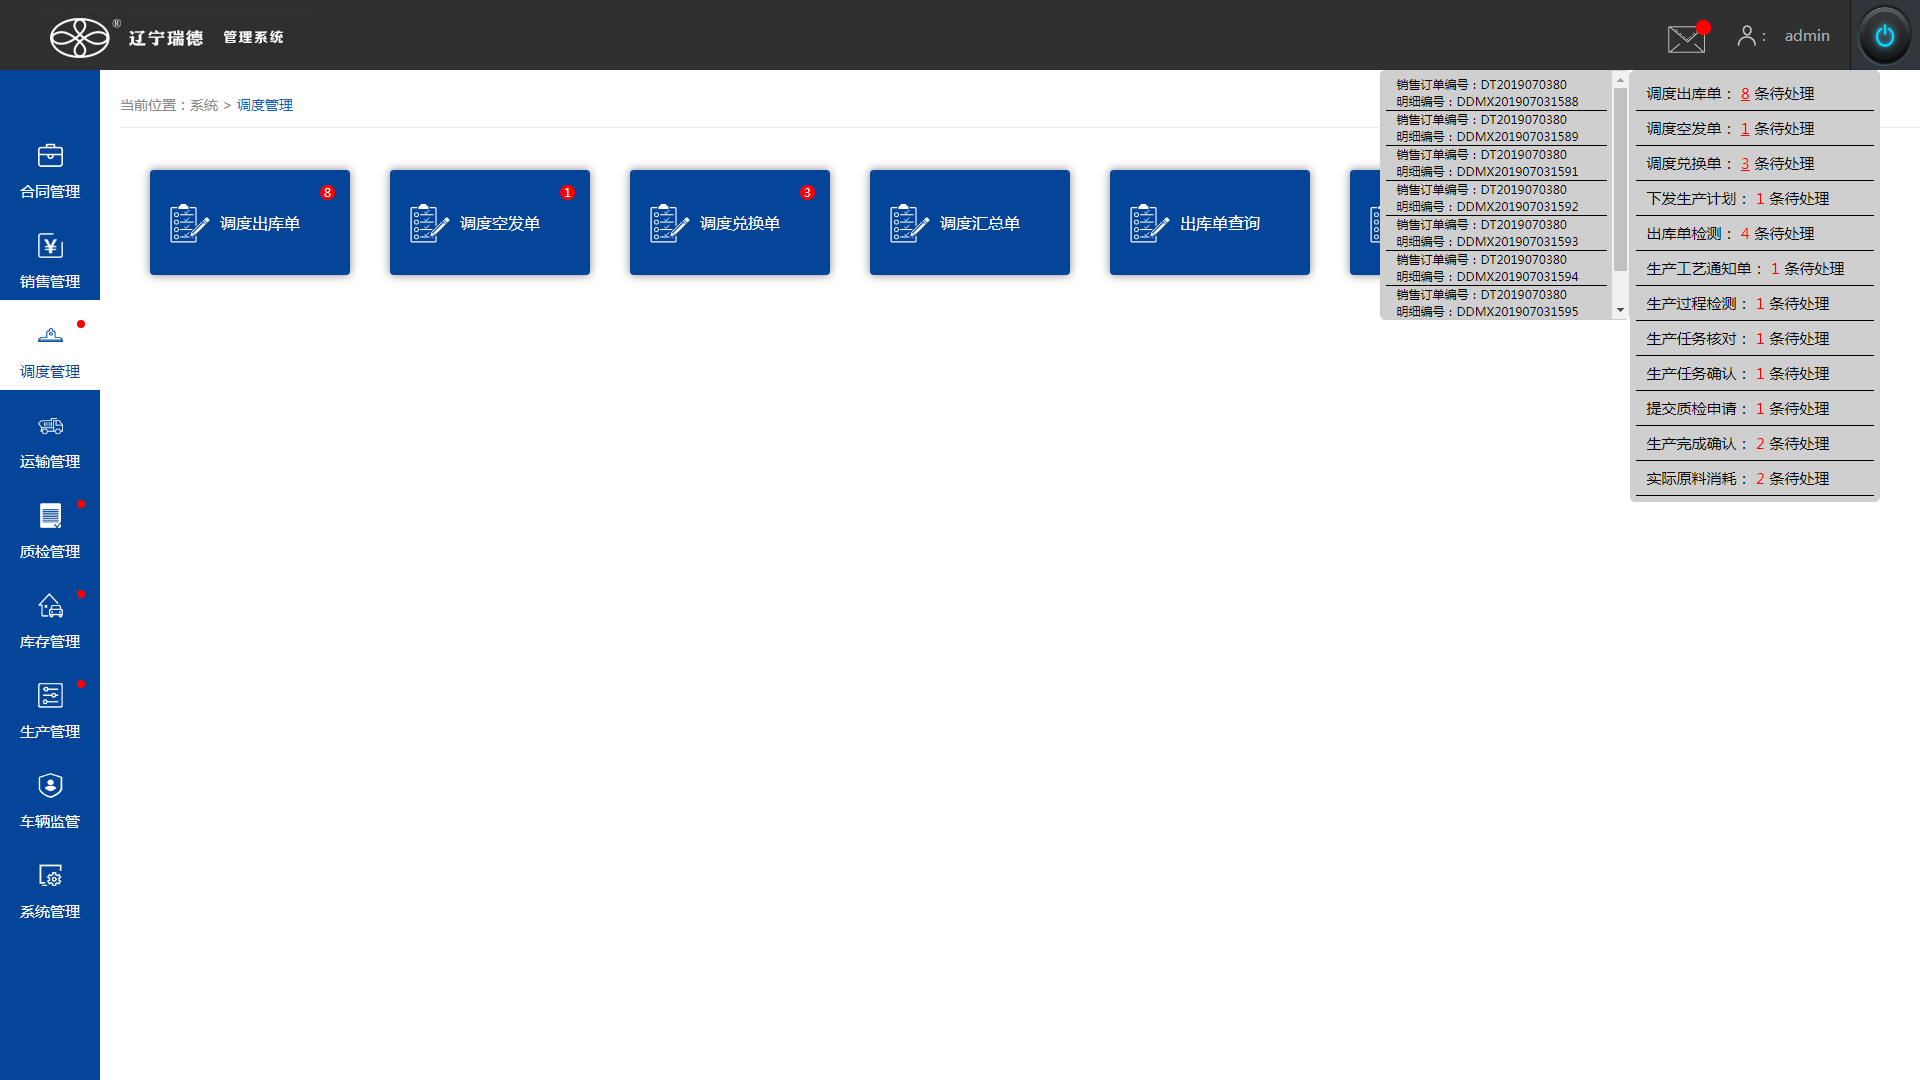 ® 辽宁瑞德 管理系统
: admin
当前位置：系统 > 调度管理
合同管理
销售管理
调度管理
运输管理
质检管理
库存管理
生产管理
车辆监管
系统管理
调度出库单 8
调度空发单 1
调度兑换单 3
调度汇总单
出库单查询
销售订单编号：DT2019070380
明细编号：DDMX201907031588
销售订单编号：DT2019070380
明细编号：DDMX201907031589
销售订单编号：DT2019070380
明细编号：DDMX201907031591
销售订单编号：DT2019070380
明细编号：DDMX201907031592
销售订单编号：DT2019070380
明细编号：DDMX201907031593
销售订单编号：DT2019070380
明细编号：DDMX201907031594
销售订单编号：DT2019070380
明细编号：DDMX201907031595
调度出库单： 8 条待处理
调度空发单： 1 条待处理
调度兑换单： 3 条待处理
下发生产计划： 1 条待处理
出库单检测： 4 条待处理
生产工艺通知单： 1 条待处理
生产过程检测： 1 条待处理
生产任务核对： 1 条待处理
生产任务确认： 1 条待处理
提交质检申请： 1 条待处理
生产完成确认： 2 条待处理
实际原料消耗： 2 条待处理